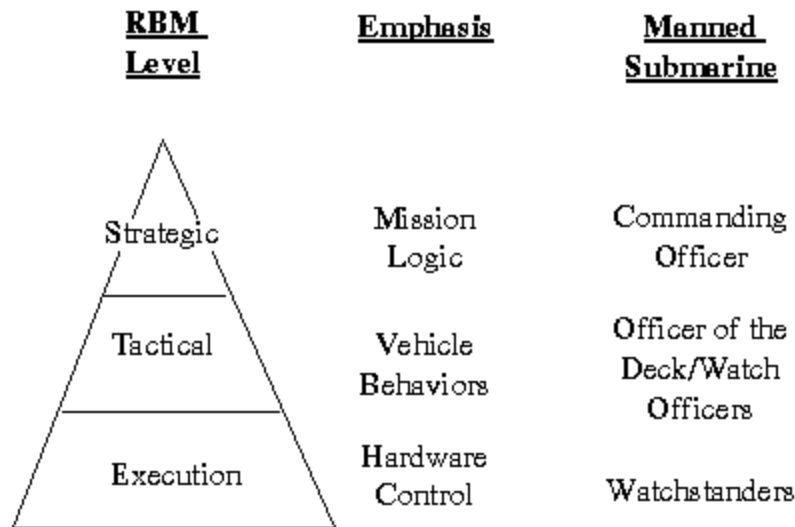 RBM
Level
Emphasis
Manned
Submarine
Strategic
Mission
Logic
Commanding
Officer
Tactical
Vehicle
Behaviors
Officer of the
Deck/Watch
Officers
Execution
Hardware
Control
Watchstanders